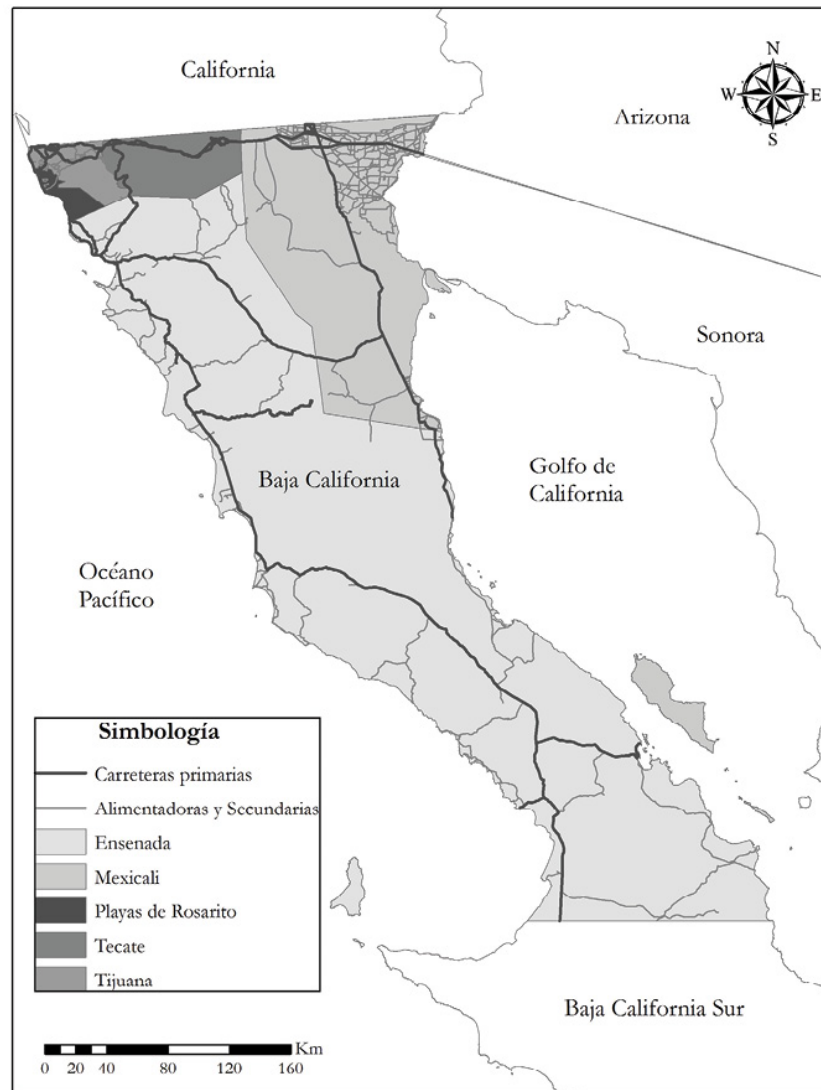 California
N
W
E
S
Arizona
Sonora
Baja California
Golfo de
California
Océano
Pacífico
Simbología
Carreteras primarias
Alimentadoras y Secundarias
Ensenada
Mexicali
Playas de Rosarito
Tecate
Tijuana
Baja California Sur
Km
0 20 40 80 120 160